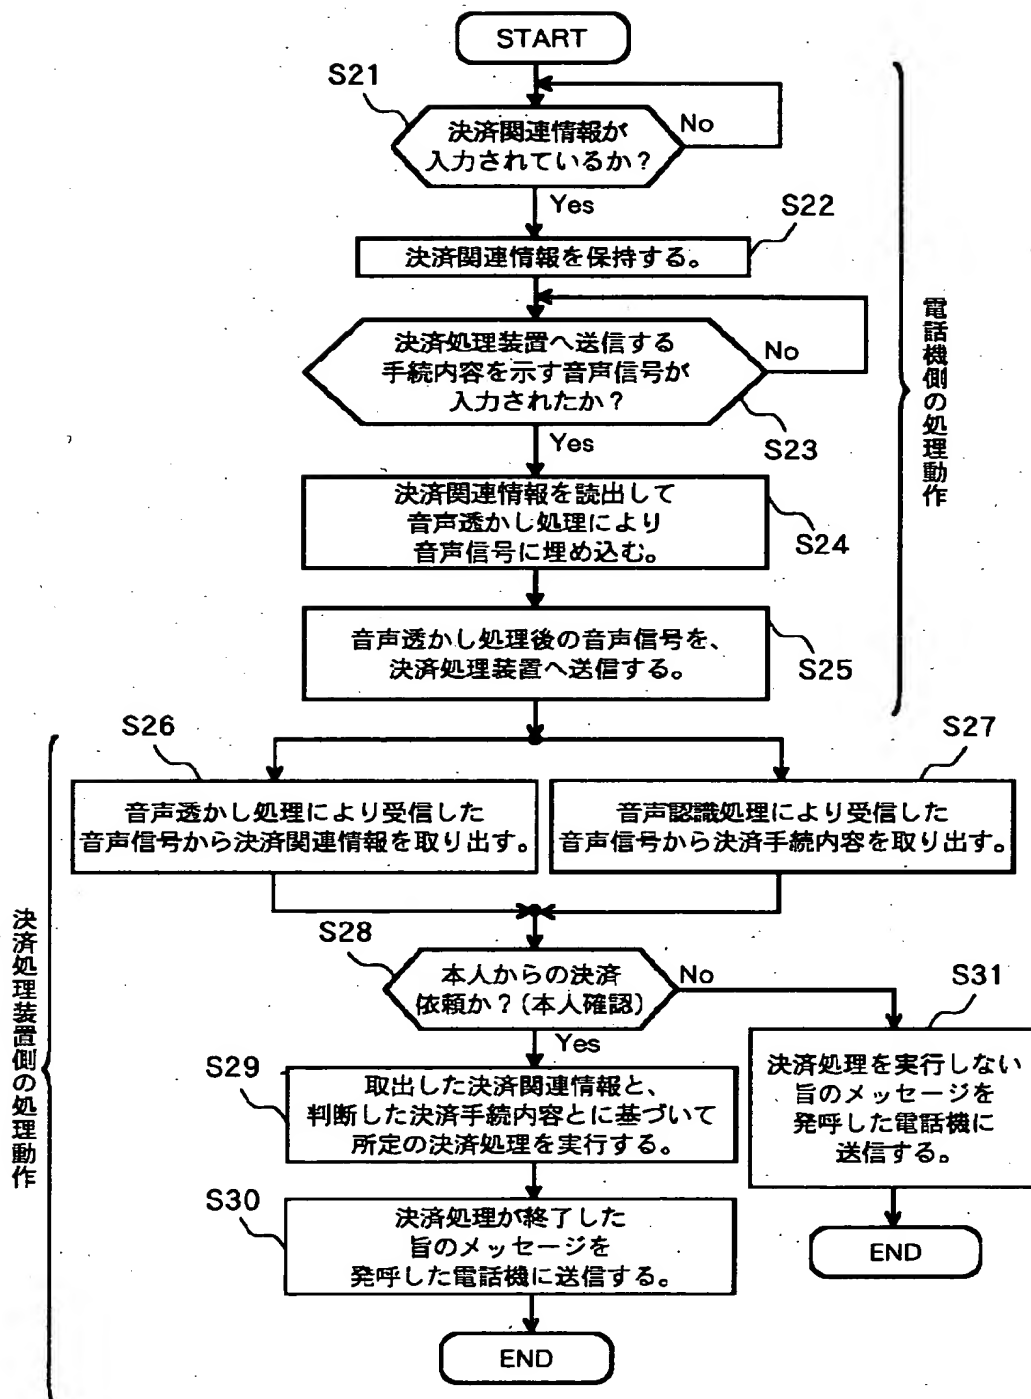 START
S21
決済関連情報が
入力されているか？
No
Yes
S22
決済関連情報を保持する。
決済処理装置へ送信する
手続内容を示す音声信号が
入力されたか？
No
S23
Yes
決済関連情報を読出して
音声透かし処理により
音声信号に埋め込む。
S24
音声透かし処理後の音声信号を、
決済処理装置へ送信する。
S25
電話機側の処理動作
S26
音声透かし処理により受信した
音声信号から決済関連情報を取り出す。
S27
音声認識処理により受信した
音声信号から決済手続内容を取り出す。
S28
本人からの決済
依頼か？(本人確認)
No
Yes
S31
決済処理を実行しない
旨のメッセージを
発呼した電話機に
送信する。
END
S29
取出した決済関連情報と、
判断した決済手続内容とに基づいて
所定の決済処理を実行する。
S30
決済処理が終了した
旨のメッセージを
発呼した電話機に送信する。
END
決済処理装置側の処理動作